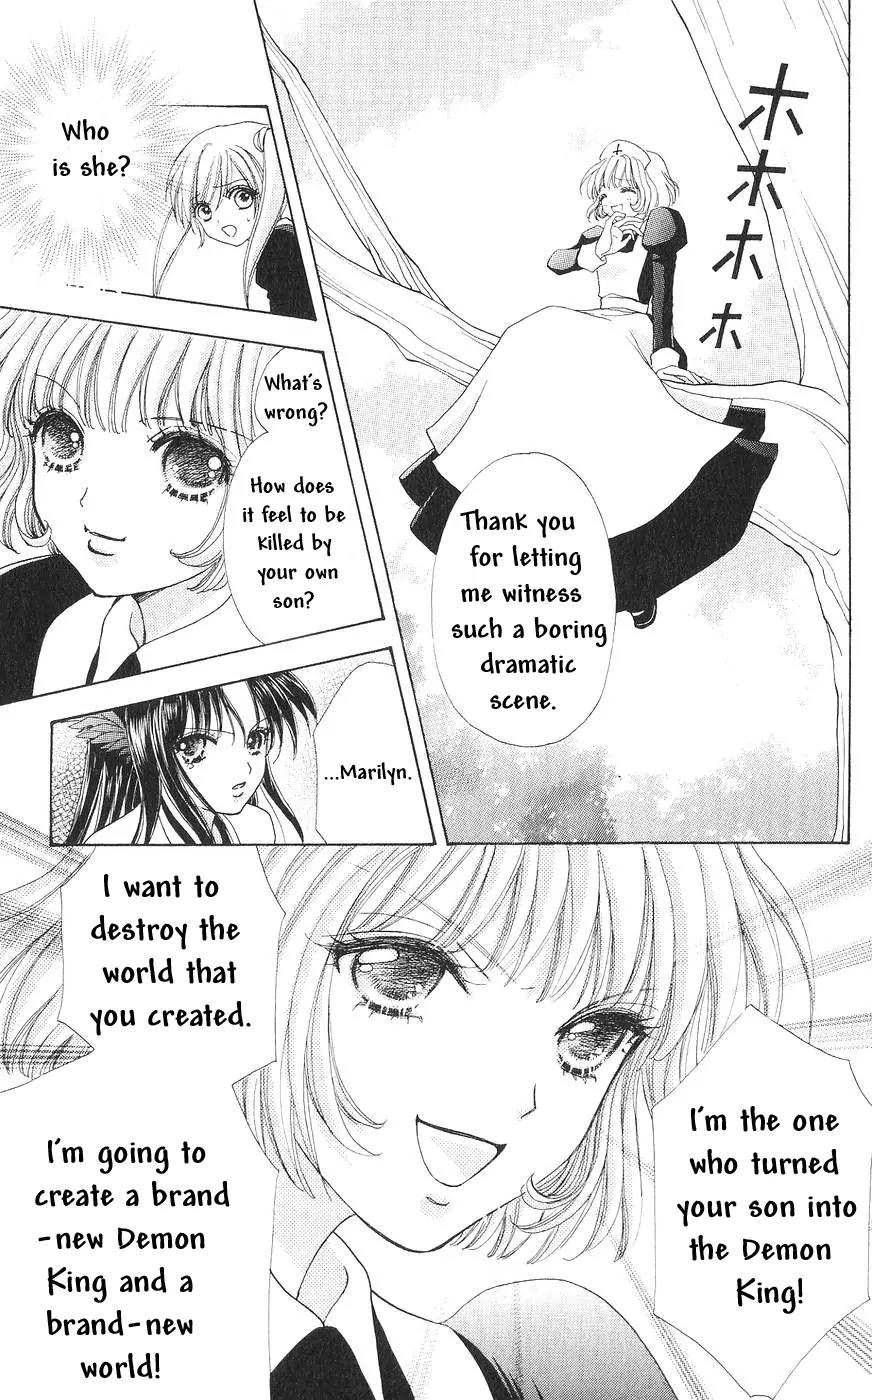 ホホホホ
Thank you
for letting
me witness
such a boring
dramatic
scene.
Who
is she?
What's
wrong?
How does
it feel to be
killed by
your own
son?
...Marilyn.
I'm the one
who turned
your son into
the Demon
King!
I want to
destroy the
world that
you created.
I'm going to
create a brand
-new Demon
King and a
brand-new
world!